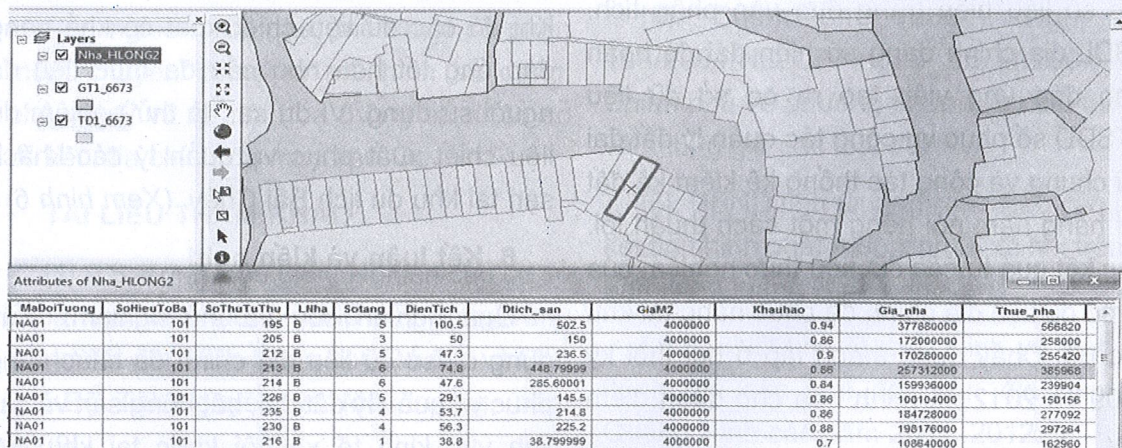 Layers
Nha_HLONG2
GT1_6673
TD1_6673
Attributes of Nha_HLONG2
MaDoiTuong SoHieuToBa SoThuTuThu LNha Sotang DienTich Dtich_san GiaM2 Khauhao Gia_nha Thue_nha
NA01 101 195 B 5 100.5 502.5 4000000 0.94 377880000 566820
NA01 101 205 B 3 50 150 4000000 0.86 172000000 258000
NA01 101 212 B 5 47.3 236.5 4000000 0.9 170280000 255420
NA01 101 213 B 6 74.8 448.79999 4000000 0.86 257312000 385968
NA01 101 214 B 6 47.6 285.60001 4000000 0.84 159936000 239904
NA01 101 226 B 5 29.1 145.5 4000000 0.86 100104000 150156
NA01 101 235 B 4 53.7 214.8 4000000 0.86 184728000 277092
NA01 101 230 B 4 56.3 225.2 4000000 0.88 198176000 297264
NA01 101 216 B 1 38.8 38.799999 4000000 0.7 108640000 162960